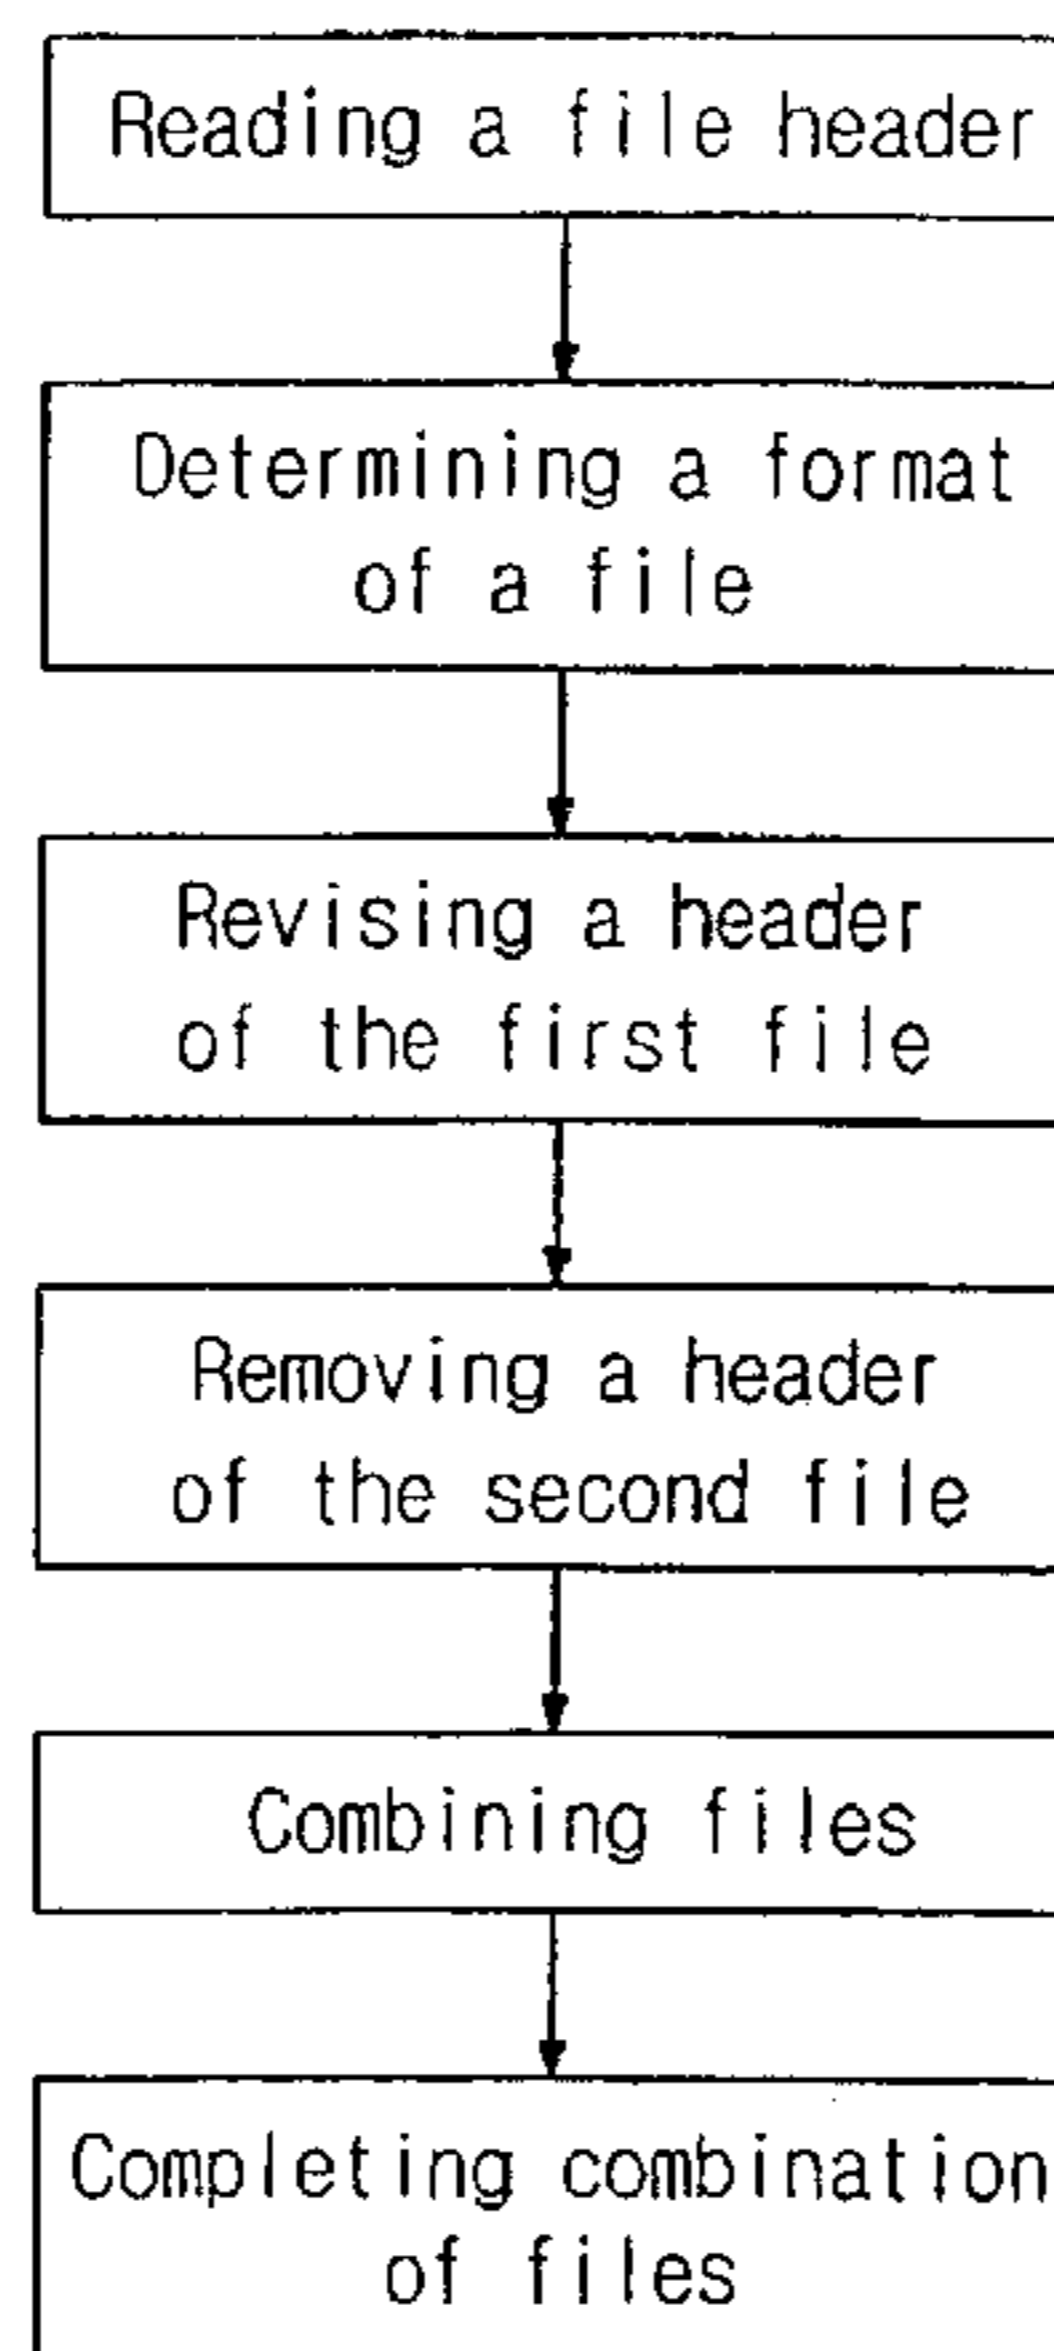 Reading a file header
Determining a format
of a file
Revising a header
of the first file
Removing a header
of the second file
Combining files
Completing combination
of files